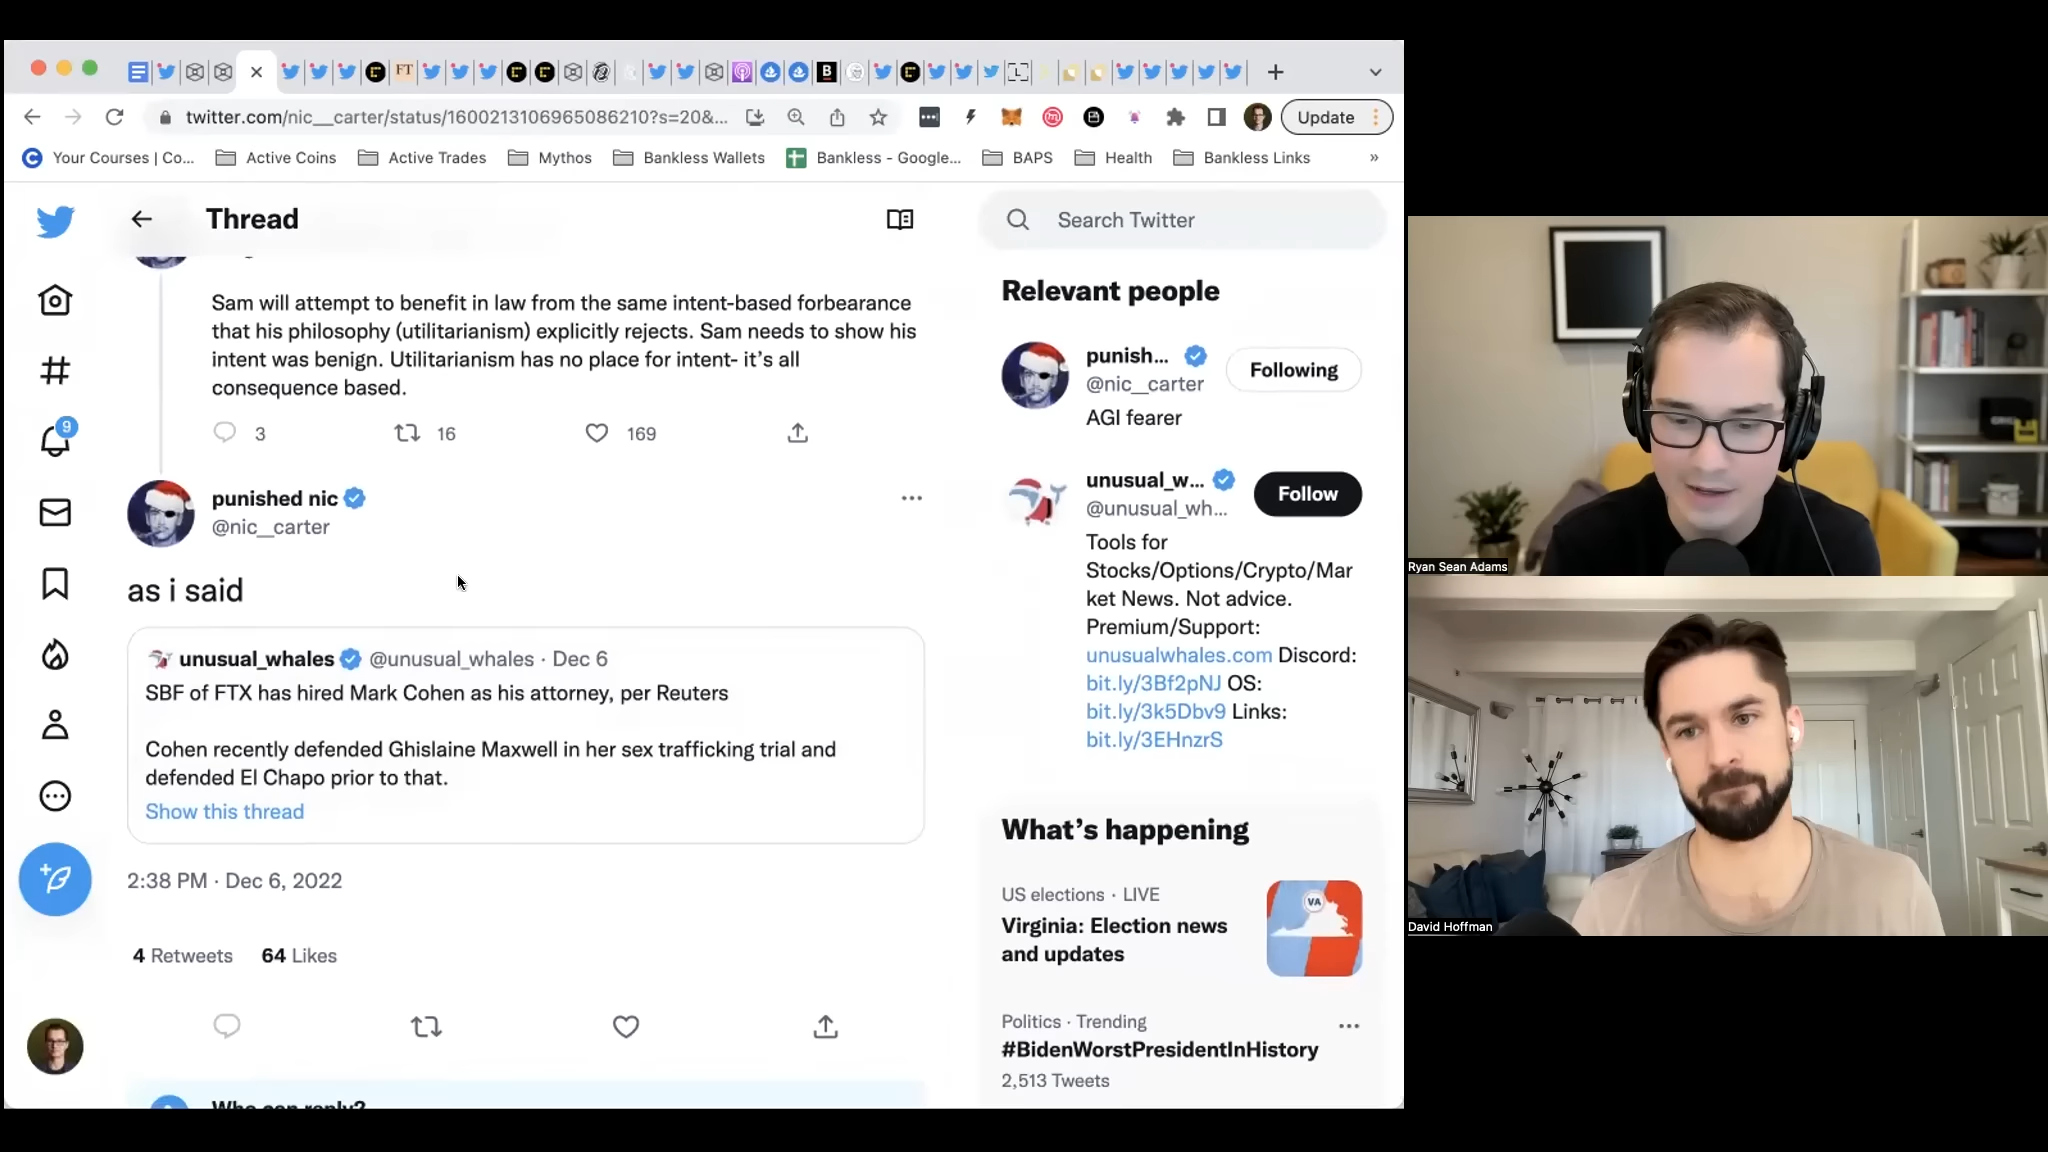 FT
B
L
twitter.com/nic__carter/status/1600213106965086210?s=20&...
Update
Your Courses | Co...
Active Coins
Active Trades
Mythos
Bankless Wallets
Bankless - Google...
BAPS
Health
Bankless Links
»
Thread
Search Twitter
Sam will attempt to benefit in law from the same intent-based forbearance
that his philosophy (utilitarianism) explicitly rejects. Sam needs to show his
intent was benign. Utilitarianism has no place for intent- it's all
consequence based.
3
16
169
9
punished nic
@nic__carter
as i said
unusual_whales @unusual_whales · Dec 6
SBF of FTX has hired Mark Cohen as his attorney, per Reuters
Cohen recently defended Ghislaine Maxwell in her sex trafficking trial and
defended El Chapo prior to that.
Show this thread
2:38 PM · Dec 6, 2022
4 Retweets 64 Likes
Who can reply?
Relevant people
punish...
@nic__carter
Following
AGI fearer
unusual_w...
@unusual_wh...
Follow
Tools for
Stocks/Options/Crypto/Mar
ket News. Not advice.
Premium/Support:
unusualwhales.com Discord:
bit.ly/3Bf2pNJ OS:
bit.ly/3k5Dbv9 Links:
bit.ly/3EHnzrS
What's happening
US elections · LIVE
Virginia: Election news
and updates
VA
Politics · Trending
#BidenWorstPresidentInHistory
2,513 Tweets
Ryan Sean Adams
David Hoffman